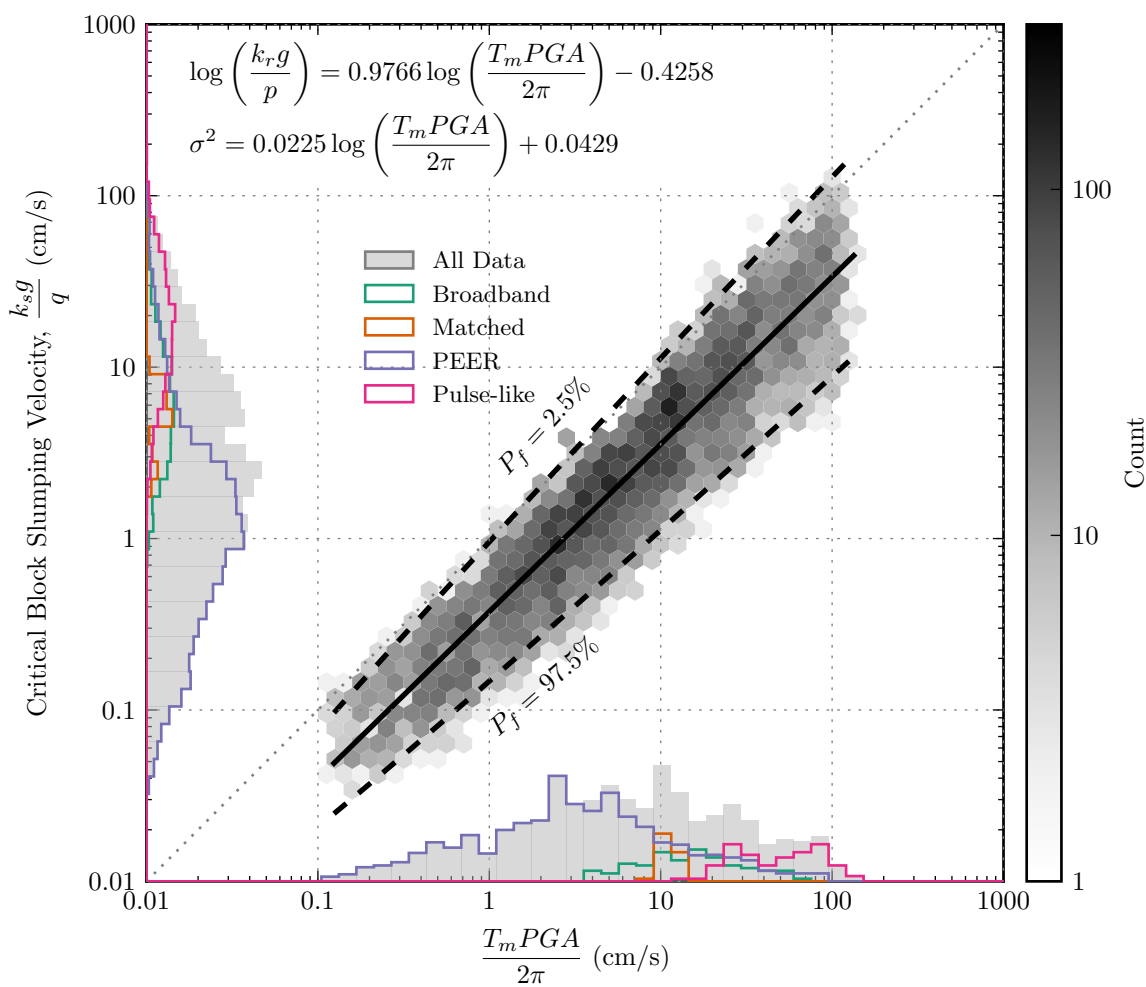 log (k_r g / p) = 0.9766 log (T_m PGA / 2π) − 0.4258
σ² = 0.0225 log (T_m PGA / 2π) + 0.0429
All Data
Broadband
Matched
PEER
Pulse-like
P_f = 2.5%
P_f = 97.5%
Critical Block Slumping Velocity, k_s g / q (cm/s)
1000
100
10
1
0.1
0.01
0.01 0.1 1 10 100 1000
T_m PGA / 2π (cm/s)
100
10
1
Count